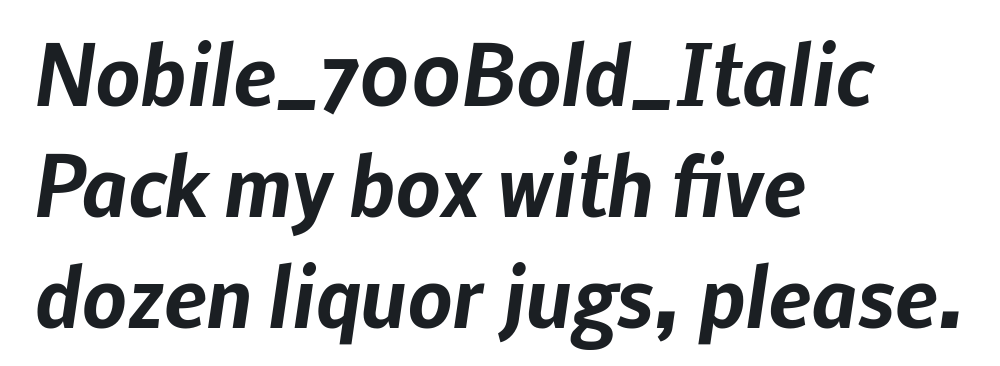 Nobile_700Bold_Italic
Pack my box with five
dozen liquor jugs, please.